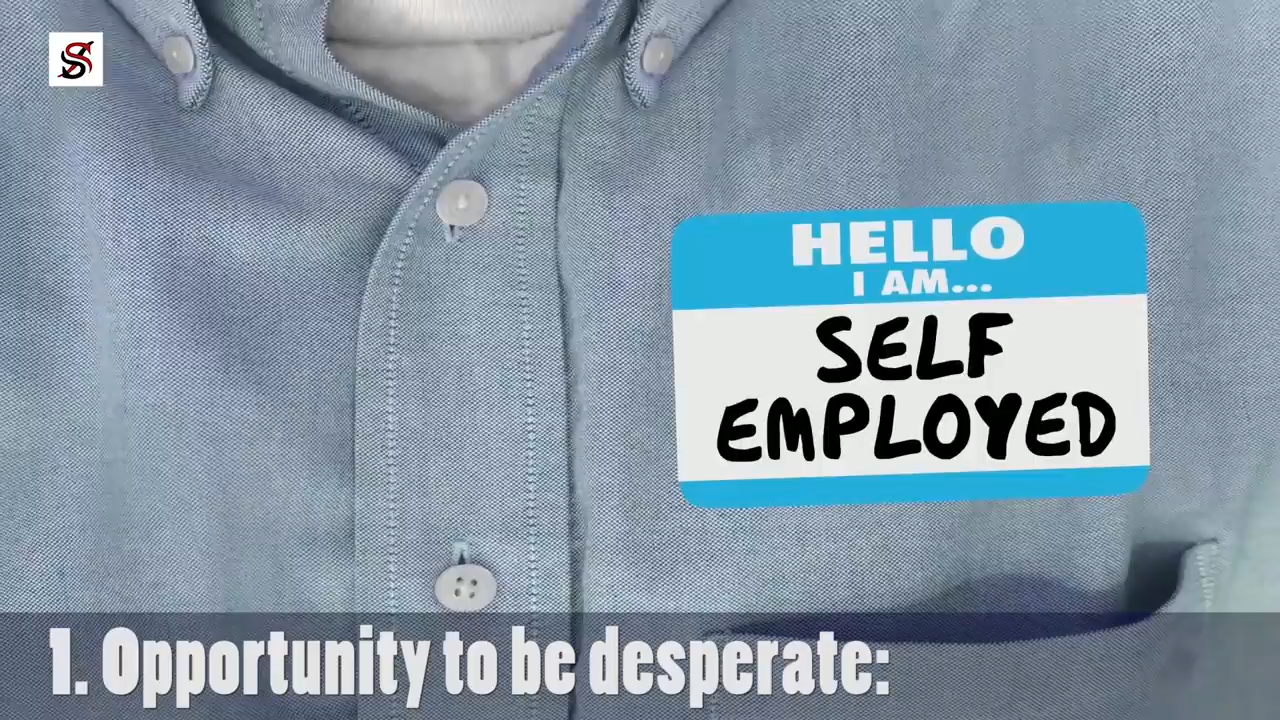 HELLO
I AM...
SELF
EMPLOYED
1. Opportunity to be desperate: